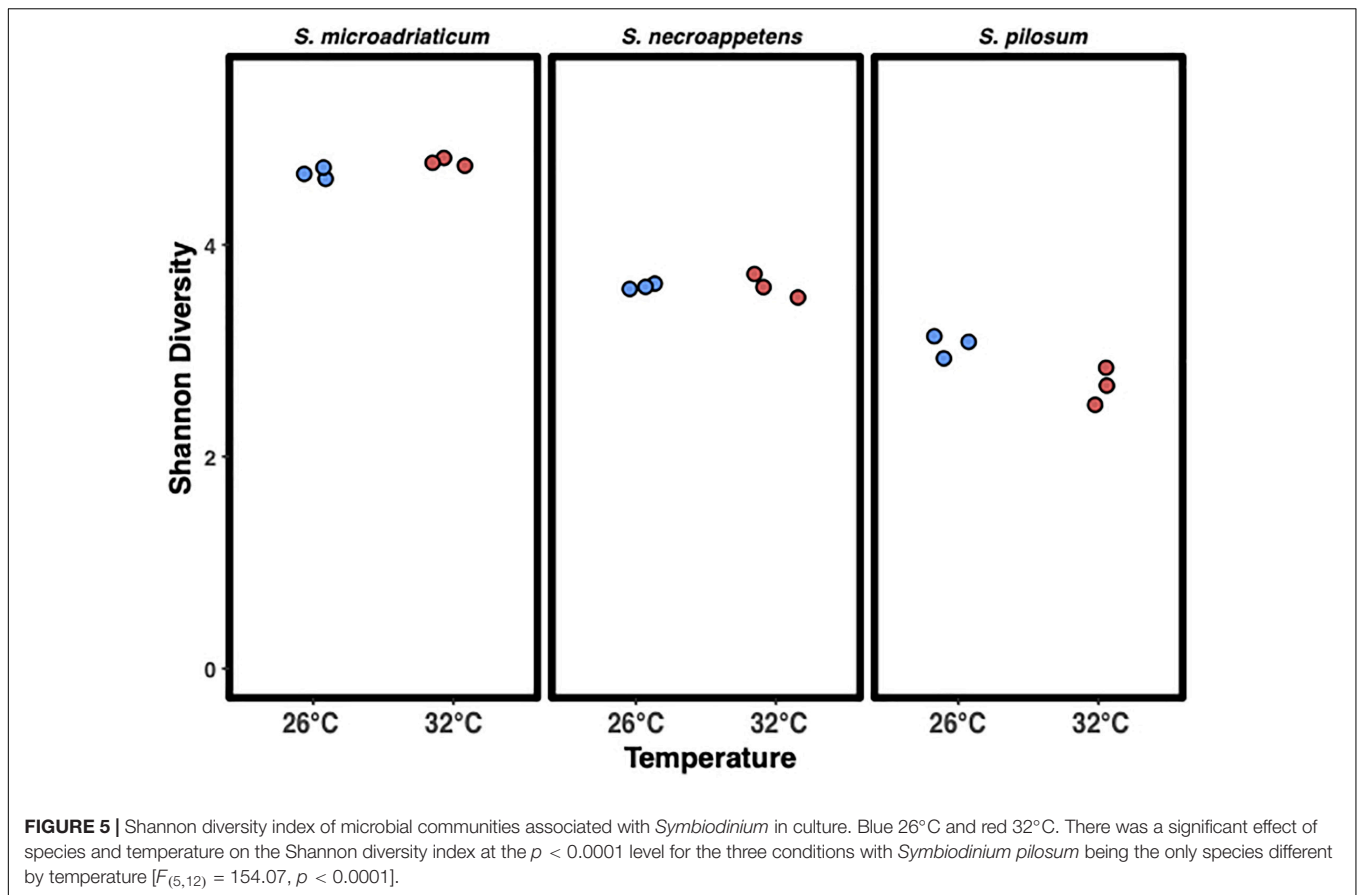 S. microadriaticum S. necroappetens S. pilosum
Shannon Diversity
4
2
0
26°C 32°C 26°C 32°C 26°C 32°C
Temperature
FIGURE 5 | Shannon diversity index of microbial communities associated with Symbiodinium in culture. Blue 26°C and red 32°C. There was a significant effect of
species and temperature on the Shannon diversity index at the p < 0.0001 level for the three conditions with Symbiodinium pilosum being the only species different
by temperature [F(5,12) = 154.07, p < 0.0001].